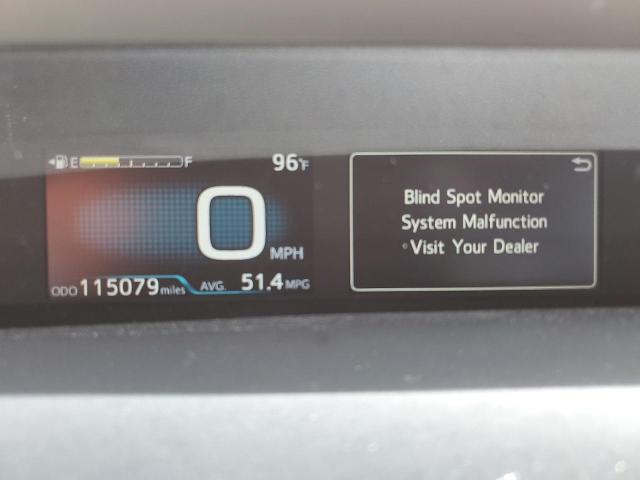 E F 96°F
0 MPH
ODO 115079 miles AVG. 51.4 MPG
Blind Spot Monitor
System Malfunction
Visit Your Dealer